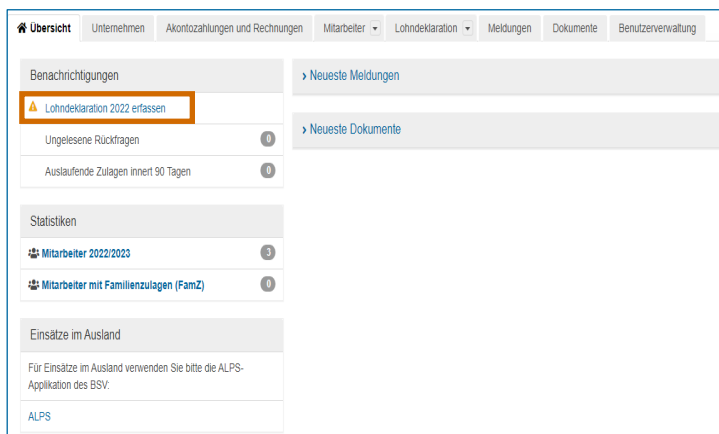 Übersicht Unternehmen Akontozahlungen und Rechnungen Mitarbeiter Lohndeklaration Meldungen Dokumente Benutzerverwaltung
Benachrichtigungen
Lohndeklaration 2022 erfassen
Ungelesene Rückfragen 0
Auslaufende Zulagen innert 90 Tagen 0
Statistiken
Mitarbeiter 2022/2023 3
Mitarbeiter mit Familienzulagen (FamZ) 0
Einsätze im Ausland
Für Einsätze im Ausland verwenden Sie bitte die ALPS-
Applikation des BSV:
ALPS
› Neueste Meldungen
› Neueste Dokumente